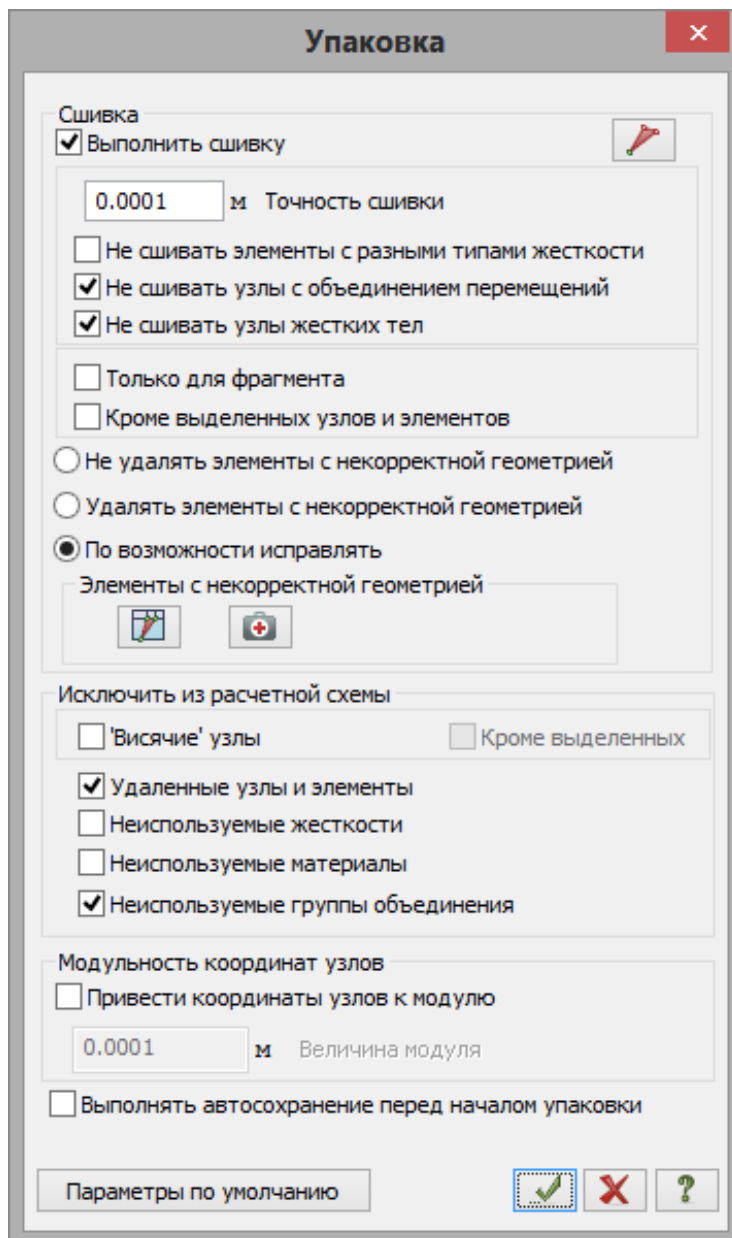 Упаковка
Сшивка
Выполнить сшивку
0.0001 м Точность сшивки
Не сшивать элементы с разными типами жесткости
Не сшивать узлы с объединением перемещений
Не сшивать узлы жестких тел
Только для фрагмента
Кроме выделенных узлов и элементов
Не удалять элементы с некорректной геометрией
Удалять элементы с некорректной геометрией
По возможности исправлять
Элементы с некорректной геометрией
Исключить из расчетной схемы
'Висячие' узлы Кроме выделенных
Удаленные узлы и элементы
Неиспользуемые жесткости
Неиспользуемые материалы
Неиспользуемые группы объединения
Модульность координат узлов
Привести координаты узлов к модулю
0.0001 м Величина модуля
Выполнять автосохранение перед началом упаковки
Параметры по умолчанию ?